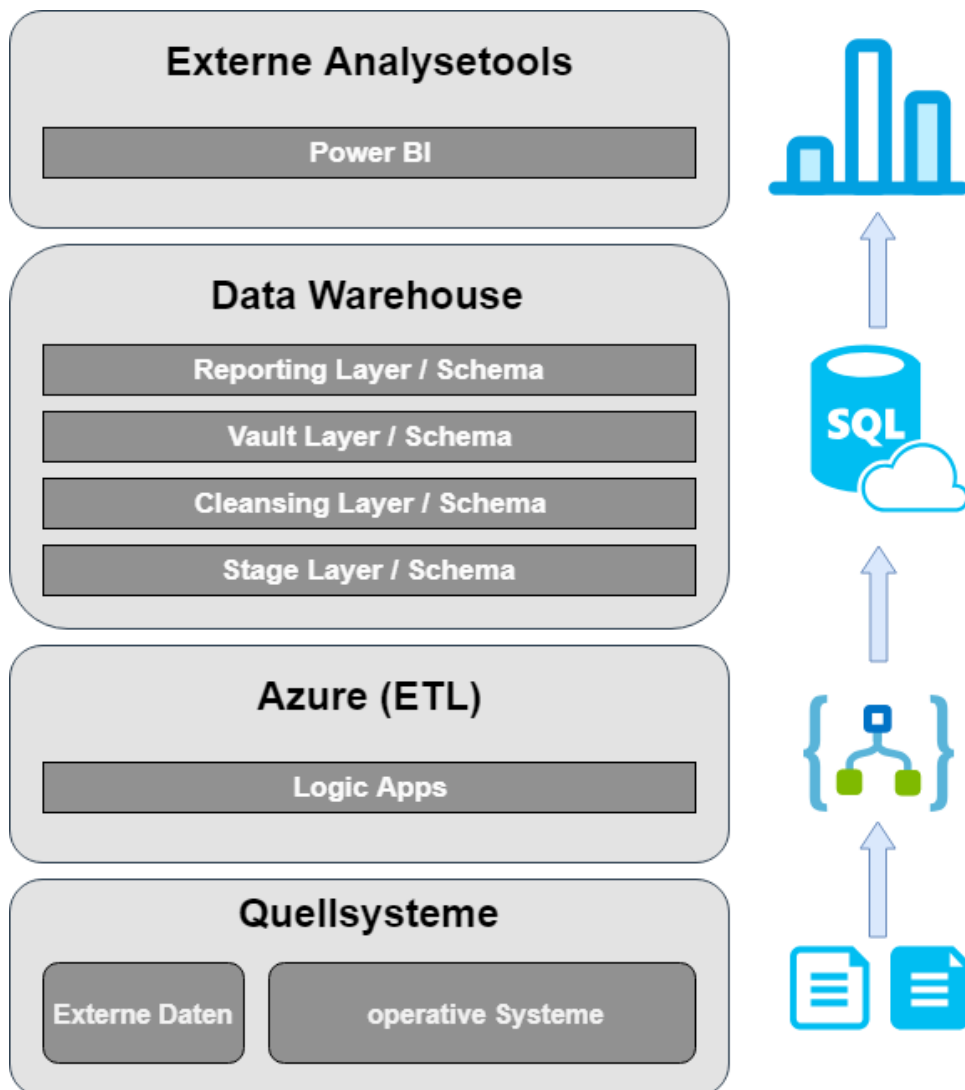 Externe Analysetools
Power BI
Data Warehouse
Reporting Layer / Schema
Vault Layer / Schema
Cleansing Layer / Schema
Stage Layer / Schema
SQL
Azure (ETL)
Logic Apps
Quellsysteme
Externe Daten
operative Systeme